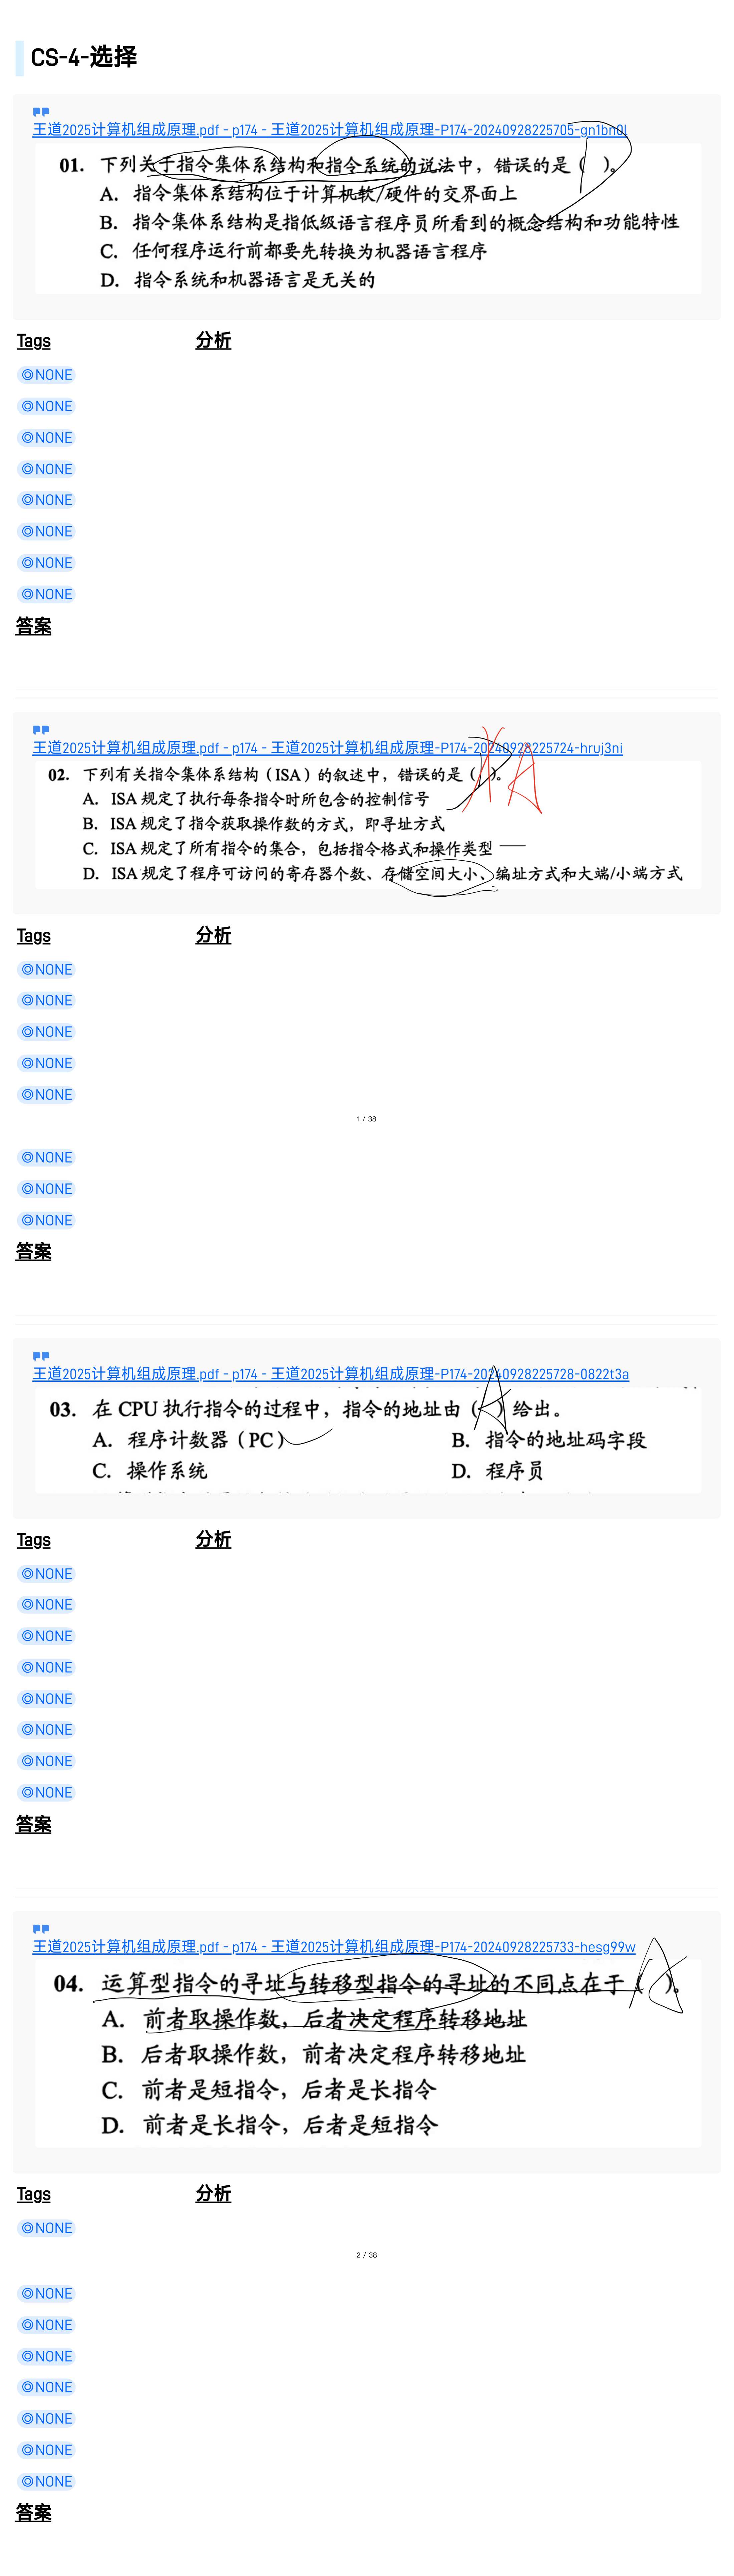 CS-4-选择
王道2025计算机组成原理.pdf - p174 - 王道2025计算机组成原理-P174-20240928225705-gn1bn0l
01. 下列关于指令集体系结构和指令系统的说法中，错误的是（ D ）。
A. 指令集体系结构位于计算机软/硬件的交界面上
B. 指令集体系结构是指低级语言程序员所看到的概念结构和功能特性
C. 任何程序运行前都要先转换为机器语言程序
D. 指令系统和机器语言是无关的
Tags 分析
◎NONE
◎NONE
◎NONE
◎NONE
◎NONE
◎NONE
◎NONE
◎NONE
答案
王道2025计算机组成原理.pdf - p174 - 王道2025计算机组成原理-P174-20240928225724-hruj3ni
02. 下列有关指令集体系结构（ISA）的叙述中，错误的是（ D ）。 A
A. ISA 规定了执行每条指令时所包含的控制信号
B. ISA 规定了指令获取操作数的方式，即寻址方式
C. ISA 规定了所有指令的集合，包括指令格式和操作类型
D. ISA 规定了程序可访问的寄存器个数、存储空间大小、编址方式和大端/小端方式
Tags 分析
◎NONE
◎NONE
◎NONE
◎NONE
◎NONE
1 / 38
◎NONE
◎NONE
◎NONE
答案
王道2025计算机组成原理.pdf - p174 - 王道2025计算机组成原理-P174-20240928225728-0822t3a
03. 在 CPU 执行指令的过程中，指令的地址由（ A ）给出。
A. 程序计数器（PC） B. 指令的地址码字段
C. 操作系统 D. 程序员
Tags 分析
◎NONE
◎NONE
◎NONE
◎NONE
◎NONE
◎NONE
◎NONE
◎NONE
答案
王道2025计算机组成原理.pdf - p174 - 王道2025计算机组成原理-P174-20240928225733-hesg99w
04. 运算型指令的寻址与转移型指令的寻址的不同点在于（ A ）。
A. 前者取操作数，后者决定程序转移地址
B. 后者取操作数，前者决定程序转移地址
C. 前者是短指令，后者是长指令
D. 前者是长指令，后者是短指令
Tags 分析
◎NONE
2 / 38
◎NONE
◎NONE
◎NONE
◎NONE
◎NONE
◎NONE
◎NONE
答案